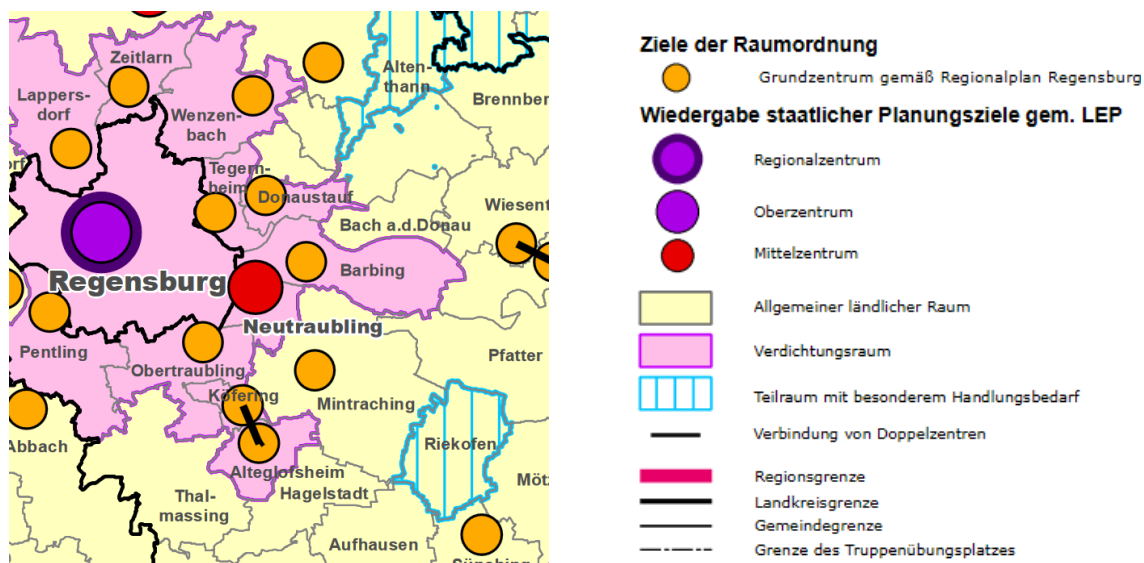 Zeitlarn
Lappers-
dorf
Wenzen-
bach
Alten-
thann
Brennber
Tegern-
heim
Donaustauf
Wiesent
Bach a.d.Donau
Barbing
Regensburg
Neutraubling
Pentling
Obertraubling
Pfatter
Köfering
Mintraching
Abbach
Riekofen
Alteglofsheim
Hagelstadt
Thal-
massing
Aufhausen
Ziele der Raumordnung
Grundzentrum gemäß Regionalplan Regensburg
Wiedergabe staatlicher Planungsziele gem. LEP
Regionalzentrum
Oberzentrum
Mittelzentrum
Allgemeiner ländlicher Raum
Verdichtungsraum
Teilraum mit besonderem Handlungsbedarf
Verbindung von Doppelzentren
Regionsgrenze
Landkreisgrenze
Gemeindegrenze
Grenze des Truppenübungsplatzes